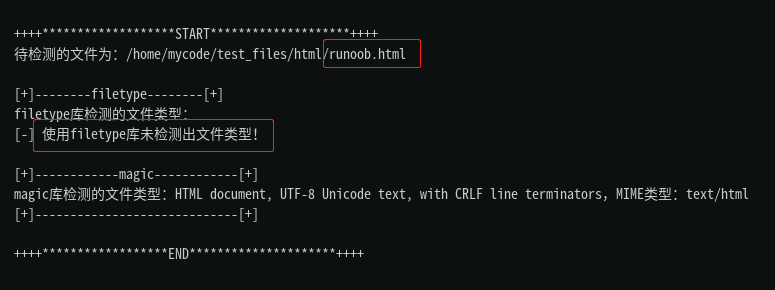 ++++*******************START********************++++
待检测的文件为：/home/mycode/test_files/html/runoob.html
[+]--------filetype--------[+]
filetype库检测的文件类型：
[-] 使用filetype库未检测出文件类型！
[+]------------magic------------[+]
magic库检测的文件类型：HTML document, UTF-8 Unicode text, with CRLF line terminators，MIME类型：text/html
[+]-----------------------------[+]
++++******************END*********************++++